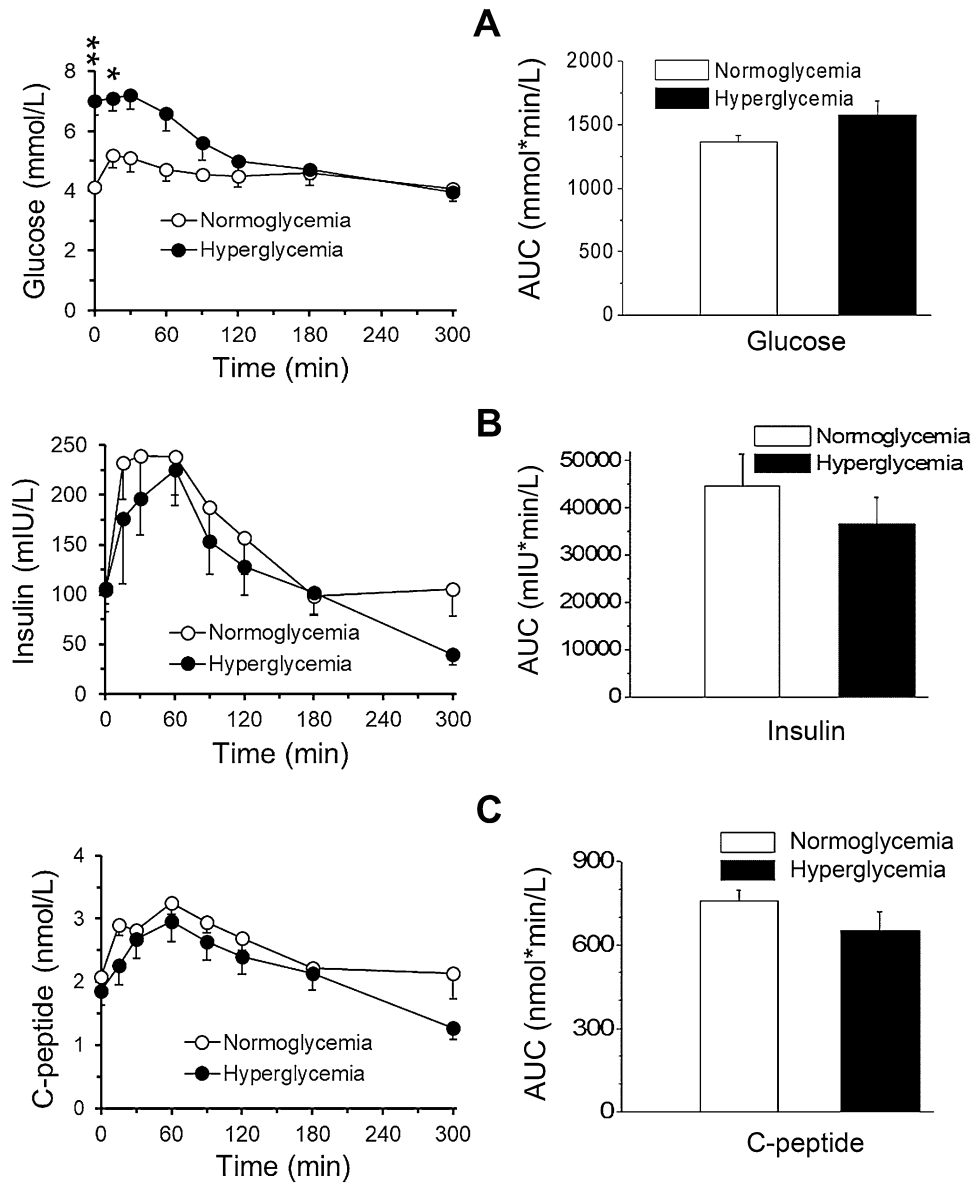 A
**
*
8
6
4
2
0
Glucose (mmol/L)
Normoglycemia
Hyperglycemia
0 60 120 180 240 300
Time (min)
2000
1500
1000
500
0
AUC (mmol*min/L)
Normoglycemia
Hyperglycemia
Glucose
B
250
200
150
100
50
0
Insulin (mIU/L)
Normoglycemia
Hyperglycemia
0 60 120 180 240 300
Time (min)
50000
40000
30000
20000
10000
0
AUC (mIU*min/L)
Normoglycemia
Hyperglycemia
Insulin
C
4
3
2
1
0
C-peptide (nmol/L)
Normoglycemia
Hyperglycemia
0 60 120 180 240 300
Time (min)
900
600
300
0
AUC (nmol*min/L)
Normoglycemia
Hyperglycemia
C-peptide